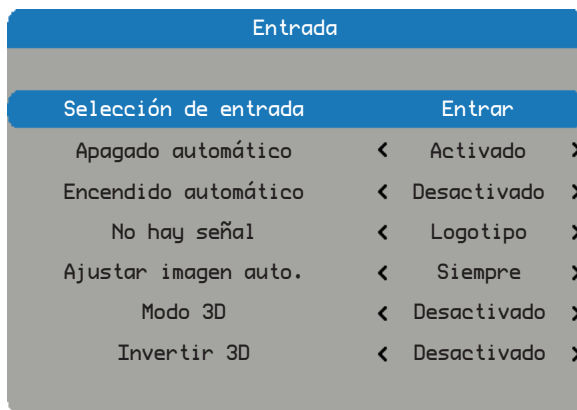 Entrada
Selección de entrada Entrar
Apagado automático Activado
Encendido automático Desactivado
No hay señal Logotipo
Ajustar imagen auto. Siempre
Modo 3D Desactivado
Invertir 3D Desactivado